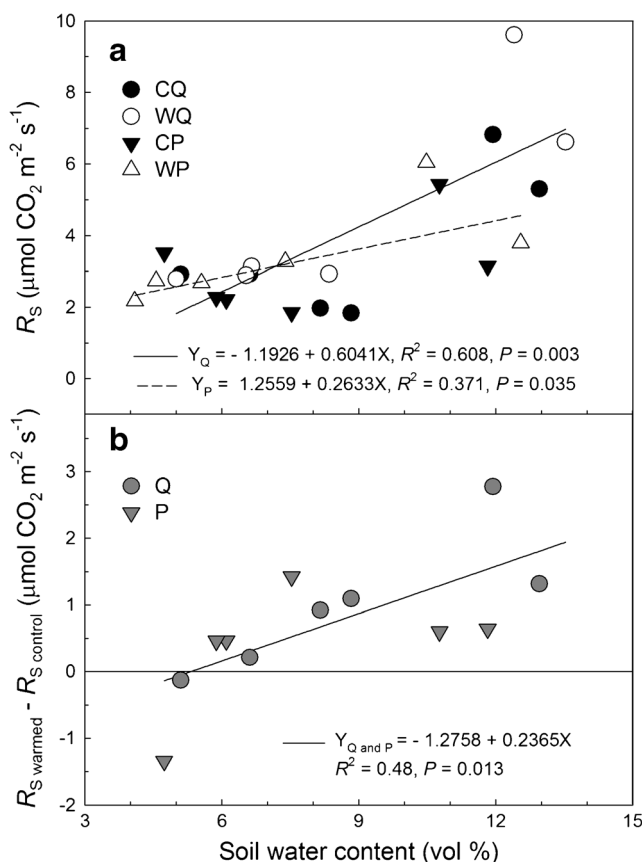 a
CQ
WQ
CP
WP
10
8
6
4
2
0
R_S (μmol CO₂ m⁻² s⁻¹)
Y_Q = - 1.1926 + 0.6041X, R² = 0.608, P = 0.003
Y_P = 1.2559 + 0.2633X, R² = 0.371, P = 0.035
b
Q
P
3
2
1
0
-1
-2
R_S warmed - R_S control (μmol CO₂ m⁻² s⁻¹)
Y_Q and P = - 1.2758 + 0.2365X
R² = 0.48, P = 0.013
3 6 9 12 15
Soil water content (vol %)